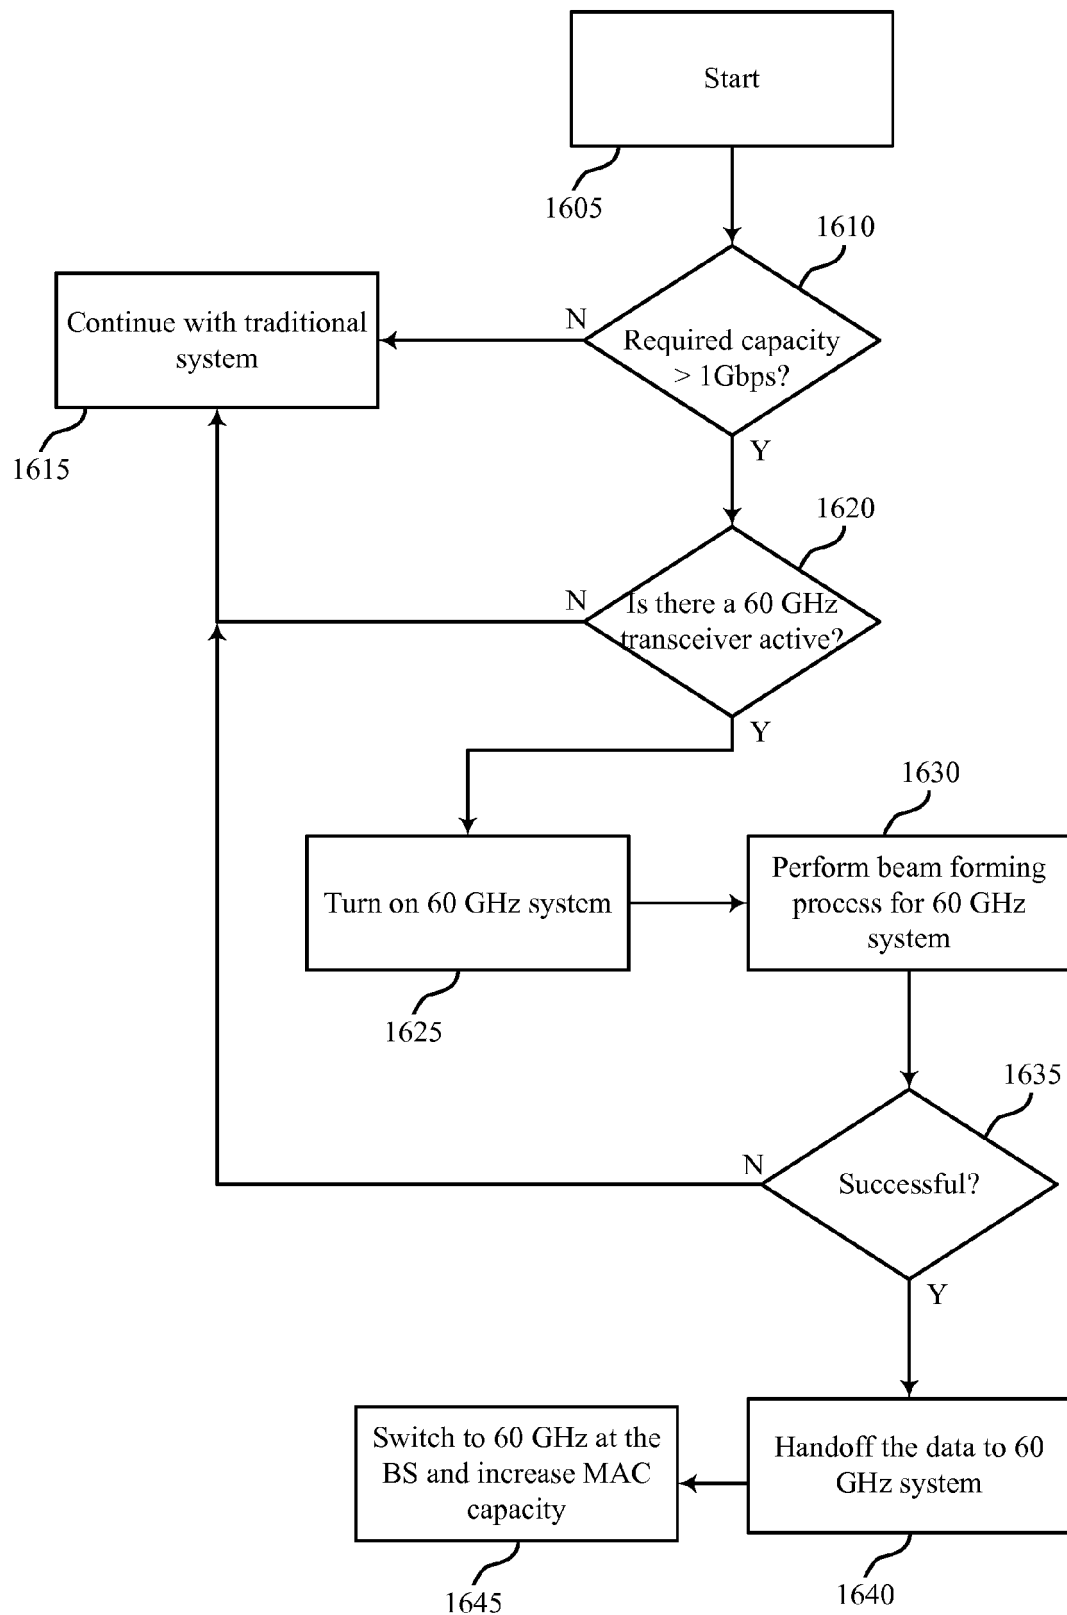 Start
1605
1610
Required capacity
> 1Gbps?
N
Y
Continue with traditional
system
1615
1620
Is there a 60 GHz
transceiver active?
N
Y
Turn on 60 GHz system
1625
1630
Perform beam forming
process for 60 GHz
system
1635
Successful?
N
Y
Handoff the data to 60
GHz system
1640
Switch to 60 GHz at the
BS and increase MAC
capacity
1645